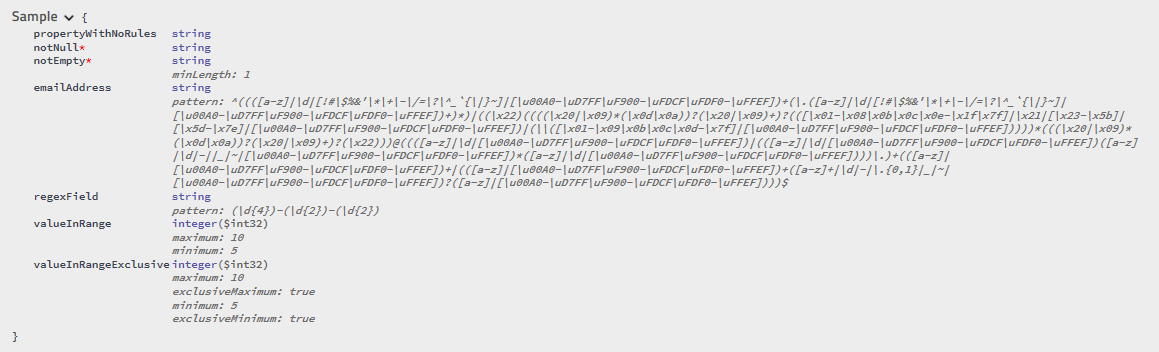 Sample {
propertyWithNoRules string
notNull* string
notEmpty* string
minLength: 1
emailAddress string
pattern: ^((([a-z]|\d|[!#\$%&'\*\+\-\/=\?\^_`{\|}~]|[\u00A0-\uD7FF\uF900-\uFDCF\uFDF0-\uFFEF])+(\.([a-z]|\d|[!#\$%&'\*\+\-\/=\?\^_`{\|}~]|
[\u00A0-\uD7FF\uF900-\uFDCF\uFDF0-\uFFEF])+)*)|((\x22)((((\x20|\x09)*(\x0d\x0a))?(\x20|\x09)+)?(([\x01-\x08\x0b\x0c\x0e-\x1f\x7f]|\x21|[\x23-\x5b]|
[\x5d-\x7e]|[\u00A0-\uD7FF\uF900-\uFDCF\uFDF0-\uFFEF])|(\\([\x01-\x09\x0b\x0c\x0d-\x7f]|[\u00A0-\uD7FF\uF900-\uFDCF\uFDF0-\uFFEF]))))*(((\x20|\x09)*
(\x0d\x0a))?(\x20|\x09)+)?(\x22)))@((([a-z]|\d|[\u00A0-\uD7FF\uF900-\uFDCF\uFDF0-\uFFEF])|(([a-z]|\d|[\u00A0-\uD7FF\uF900-\uFDCF\uFDF0-\uFFEF])([a-z]
|\d|-||_|~|[\u00A0-\uD7FF\uF900-\uFDCF\uFDF0-\uFFEF])*([a-z]|\d|[\u00A0-\uD7FF\uF900-\uFDCF\uFDF0-\uFFEF])))\.)+(([a-z]|
[\u00A0-\uD7FF\uF900-\uFDCF\uFDF0-\uFFEF])+|(([a-z]|[\u00A0-\uD7FF\uF900-\uFDCF\uFDF0-\uFFEF])+([a-z]+|\d|-|\.{0,1}|_|~|
[\u00A0-\uD7FF\uF900-\uFDCF\uFDF0-\uFFEF])?([a-z]|[\u00A0-\uD7FF\uF900-\uFDCF\uFDF0-\uFFEF])))$
regexField string
pattern: (\d{4})-(\d{2})-(\d{2})
valueInRange integer($int32)
maximum: 10
minimum: 5
valueInRangeExclusive integer($int32)
maximum: 10
exclusiveMaximum: true
minimum: 5
exclusiveMinimum: true
}